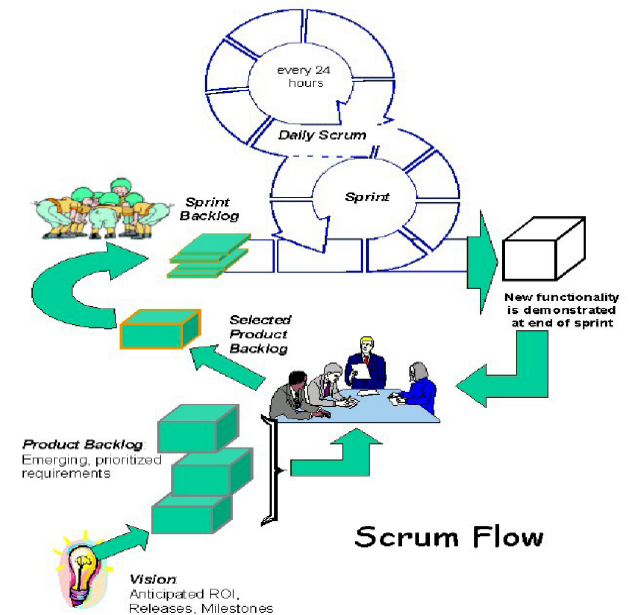 every 24
hours
Daily Scrum
Sprint
Sprint
Backlog
New functionality
is demonstrated
at end of sprint
Selected
Product
Backlog
Product Backlog:
Emerging, prioritized
requirements
Scrum Flow
Vision:
Anticipated ROI,
Releases, Milestones